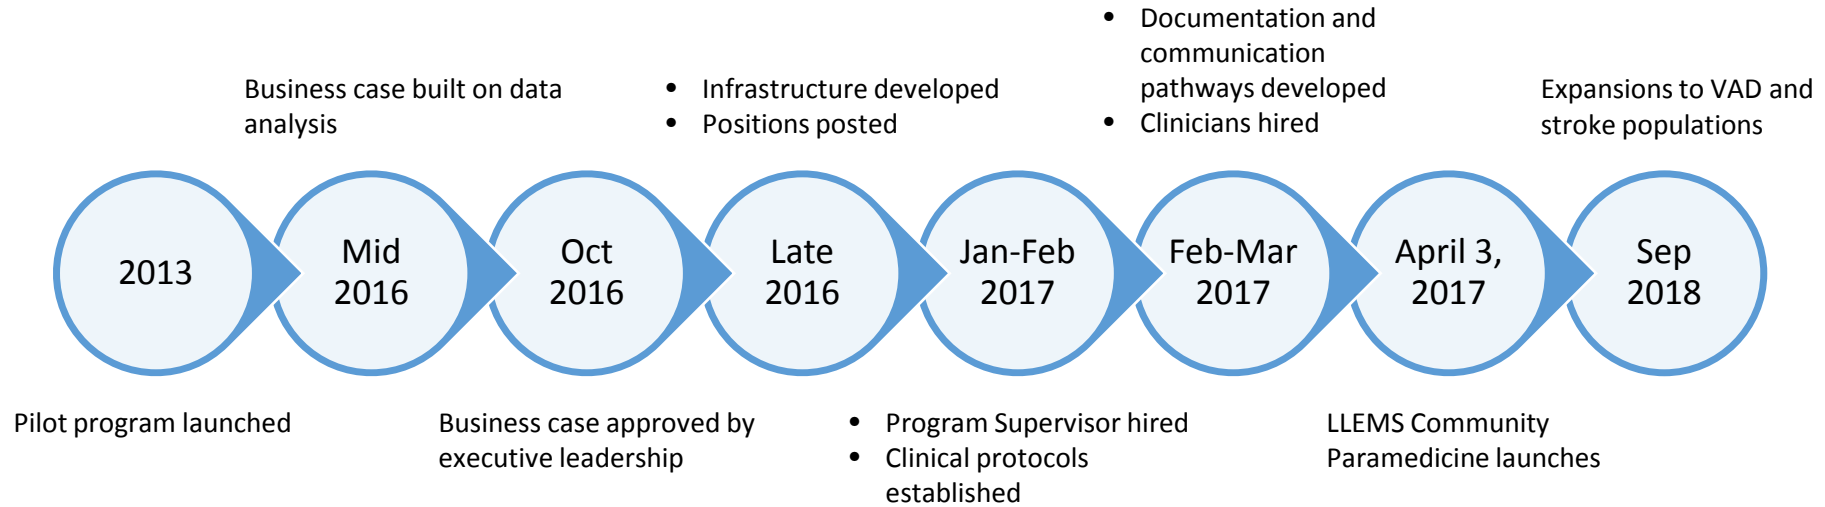 • Documentation and
communication
pathways developed
• Clinicians hired
Business case built on data
analysis
• Infrastructure developed
• Positions posted
Expansions to VAD and
stroke populations
2013
Mid
2016
Oct
2016
Late
2016
Jan-Feb
2017
Feb-Mar
2017
April 3,
2017
Sep
2018
Pilot program launched
Business case approved by
executive leadership
• Program Supervisor hired
• Clinical protocols
established
LLEMS Community
Paramedicine launches